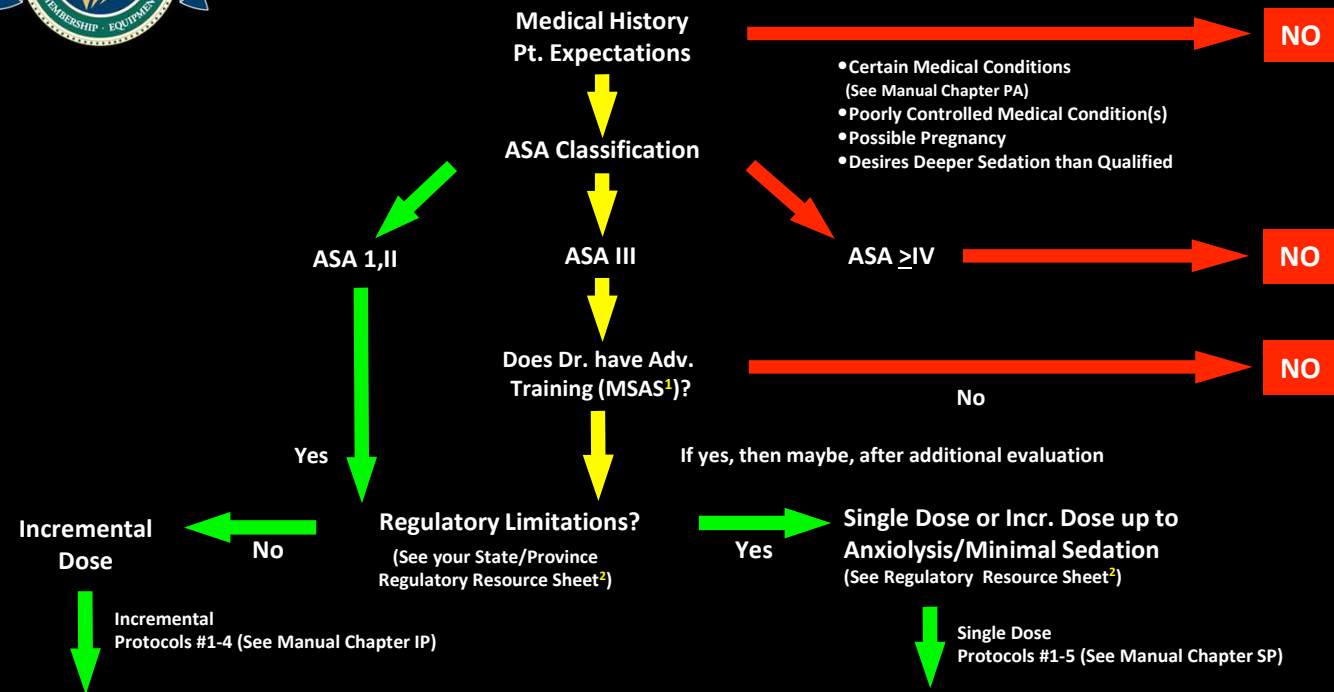 MEMBERSHIP · EQUIPM
Medical History
Pt. Expectations
NO
•Certain Medical Conditions
(See Manual Chapter PA)
•Poorly Controlled Medical Condition(s)
•Possible Pregnancy
•Desires Deeper Sedation than Qualified
ASA Classification
ASA 1,II
ASA III
ASA ≥IV
NO
Does Dr. have Adv.
Training (MSAS¹)?
No
NO
Yes
If yes, then maybe, after additional evaluation
Incremental
Dose
No
Regulatory Limitations?
(See your State/Province
Regulatory Resource Sheet²)
Yes
Single Dose or Incr. Dose up to
Anxiolysis/Minimal Sedation
(See Regulatory Resource Sheet²)
Incremental
Protocols #1-4 (See Manual Chapter IP)
Single Dose
Protocols #1-5 (See Manual Chapter SP)